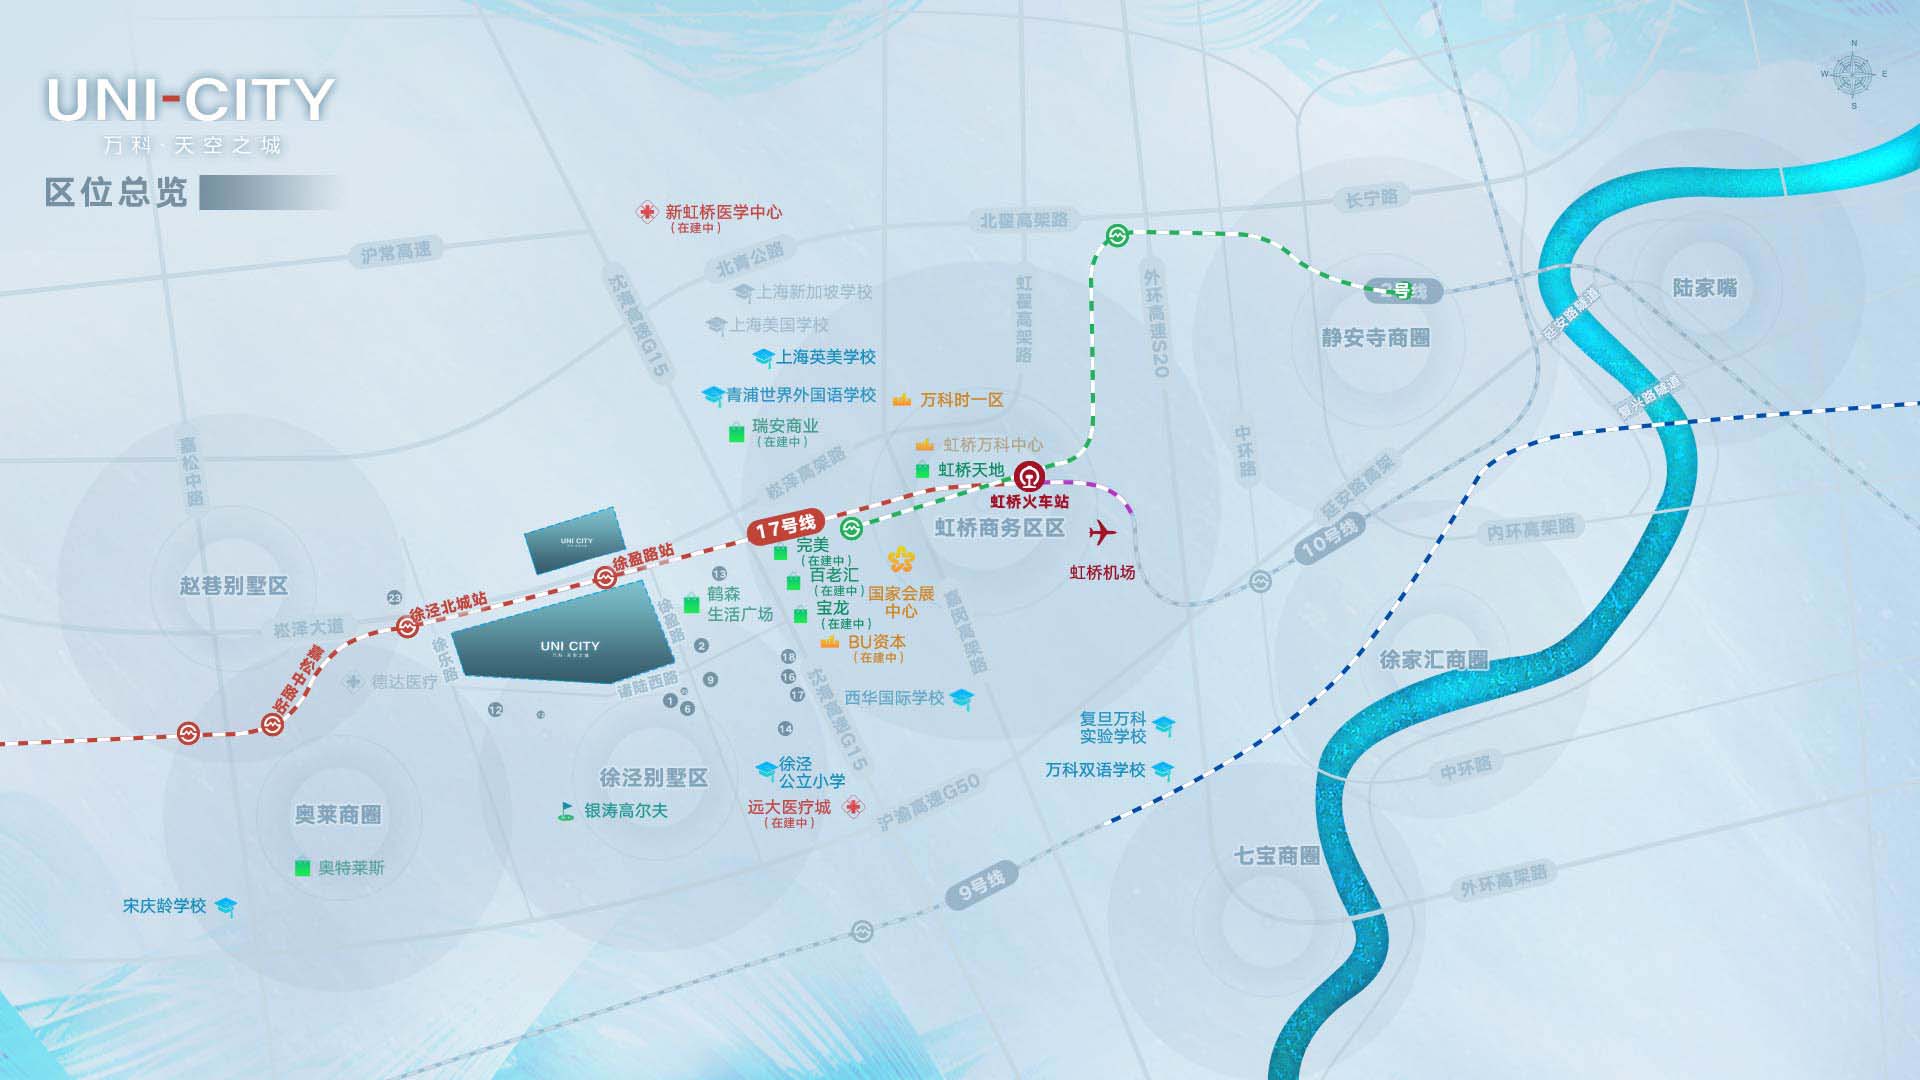 UNI-CITY
万科·天空之城
区位总览
N
W
E
S
新虹桥医学中心
(在建中)
沪常高速
北青公路
北翟高架路
长宁路
沈海高速G15
上海新加坡学校
上海美国学校
上海英美学校
青浦世界外国语学校
瑞安商业
(在建中)
虹翟高架路
外环高速S20
2号线
静安寺商圈
陆家嘴
延安路隧道
复兴路隧道
万科时一区
虹桥万科中心
虹桥天地
虹桥火车站
虹桥商务区区
嘉松中路
崧泽高架路
中环路
延安路高架
内环高架路
10号线
17号线
虹桥机场
UNI CITY
徐盈路站
完美
(在建中)
百老汇
(在建中)
宝龙
(在建中)
国家会展
中心
BU资本
(在建中)
13
鹤森
生活广场
赵巷别墅区
23
徐泾北城站
崧泽大道
嘉松中路站
徐乐路
UNI CITY
万科·天空之城
徐盈路
诸陆西路
德达医疗
2
9
1
6
12
18
16
17
14
嘉闵高架路
沈海高速G15
西华国际学校
徐家汇商圈
复旦万科
实验学校
万科双语学校
中环路
徐泾别墅区
徐泾
公立小学
远大医疗城
(在建中)
银涛高尔夫
沪渝高速G50
奥莱商圈
奥特莱斯
宋庆龄学校
9号线
七宝商圈
外环高架路